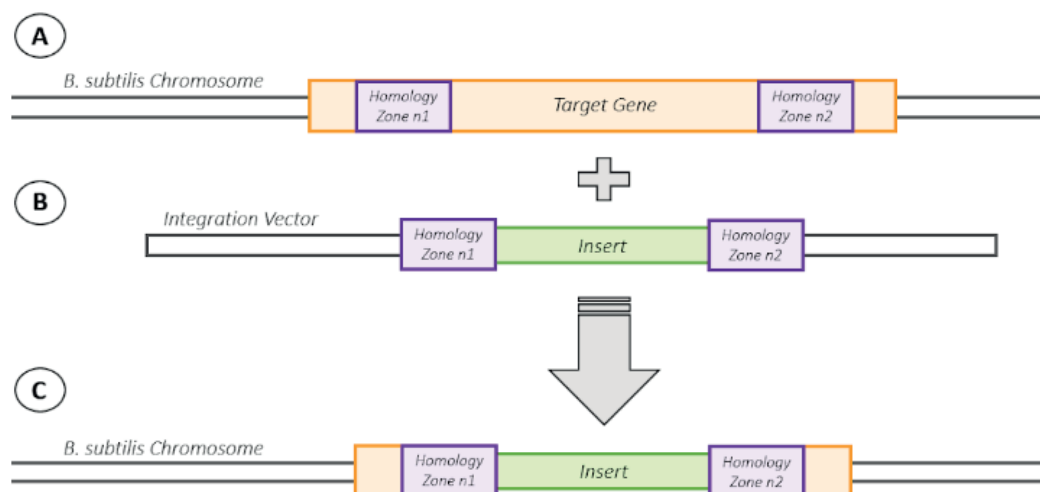 A
B. subtilis Chromosome
Homology
Zone n1
Target Gene
Homology
Zone n2
B
Integration Vector
Homology
Zone n1
Insert
Homology
Zone n2
C
B. subtilis Chromosome
Homology
Zone n1
Insert
Homology
Zone n2